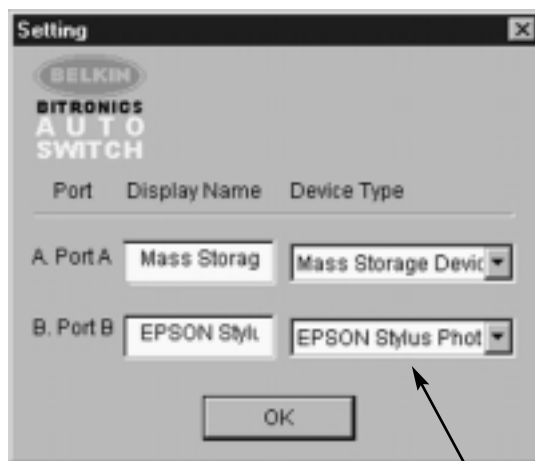 Setting
BELKIN
BITRONICS
AUTO
SWITCH
Port Display Name Device Type
A. Port A Mass Storag Mass Storage Devic
B. Port B EPSON Stylu EPSON Stylus Phot
OK